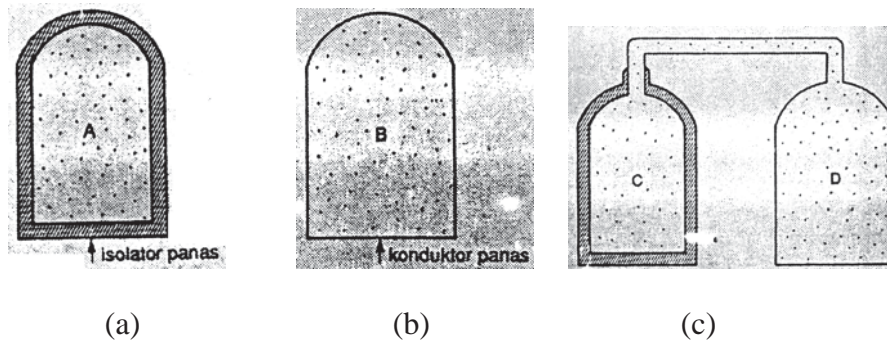 A
B
C
D
isolator panas
konduktor panas
(a)
(b)
(c)